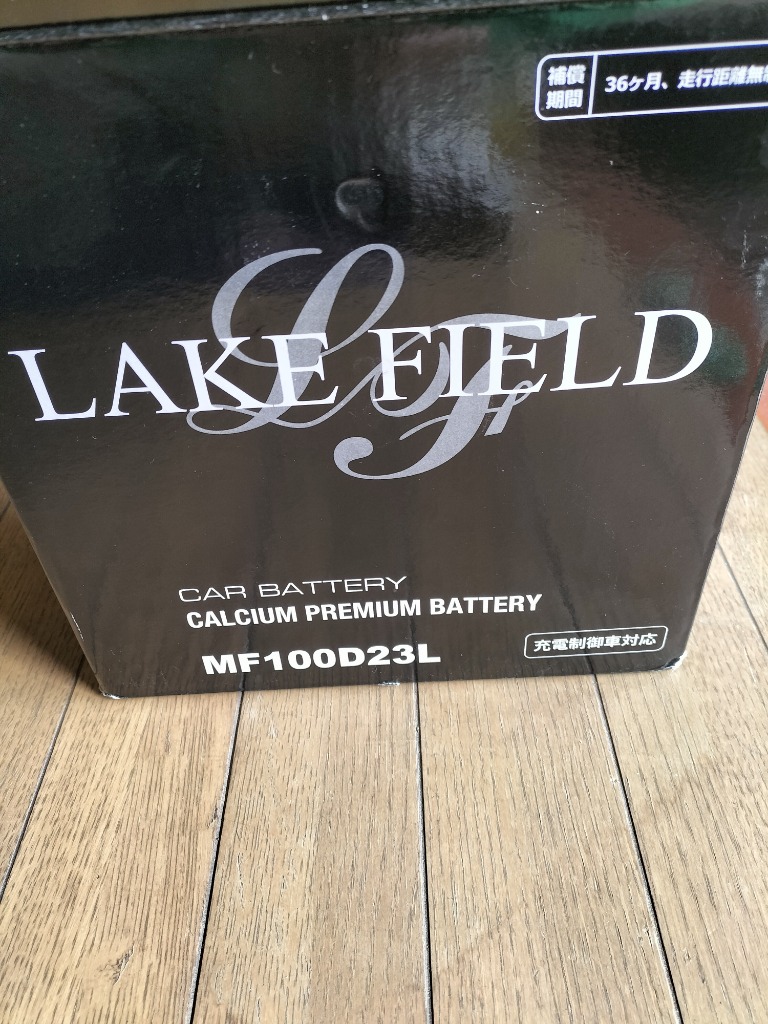 補償
期間
36ヶ月、走行距離無
LAKE FIELD
LF
CAR BATTERY
CALCIUM PREMIUM BATTERY
充電制御車対応
MF100D23L